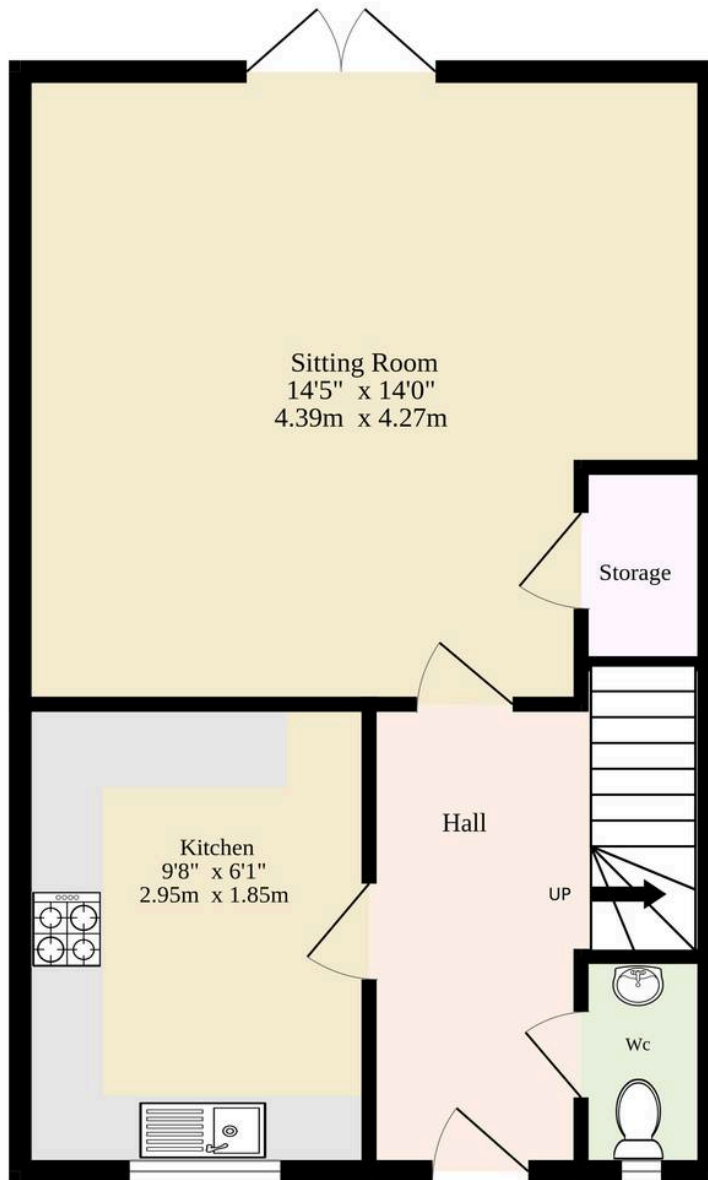 Sitting Room
14'5" x 14'0"
4.39m x 4.27m
Storage
Kitchen
9'8" x 6'1"
2.95m x 1.85m
Hall
UP
Wc